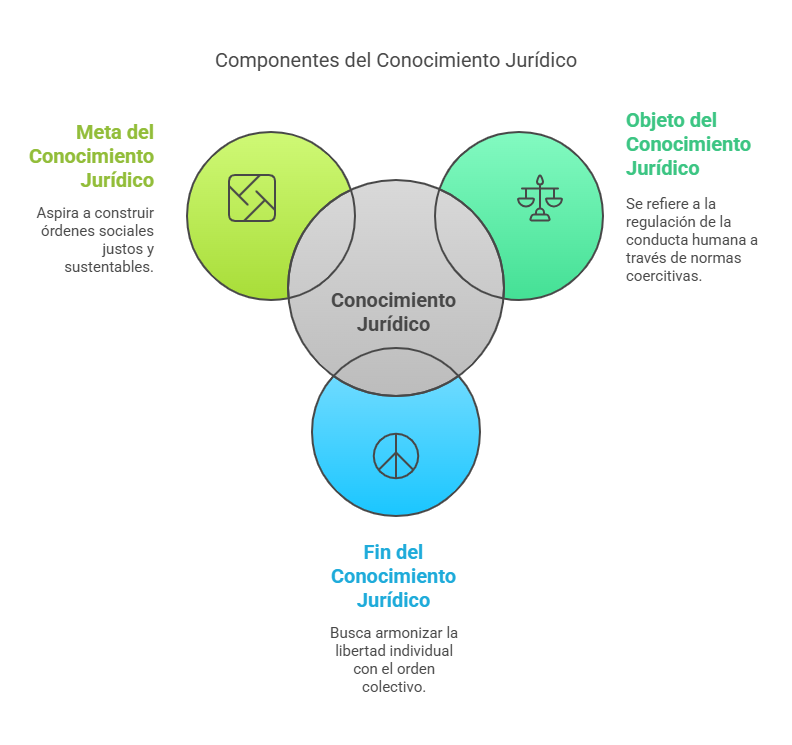 Componentes del Conocimiento Jurídico
Meta del
Conocimiento
Jurídico
Aspira a construir
órdenes sociales
justos y
sustentables.
Objeto del
Conocimiento
Jurídico
Se refiere a la
regulación de la
conducta humana a
través de normas
coercitivas.
Conocimiento
Jurídico
Fin del
Conocimiento
Jurídico
Busca armonizar la
libertad individual
con el orden
colectivo.